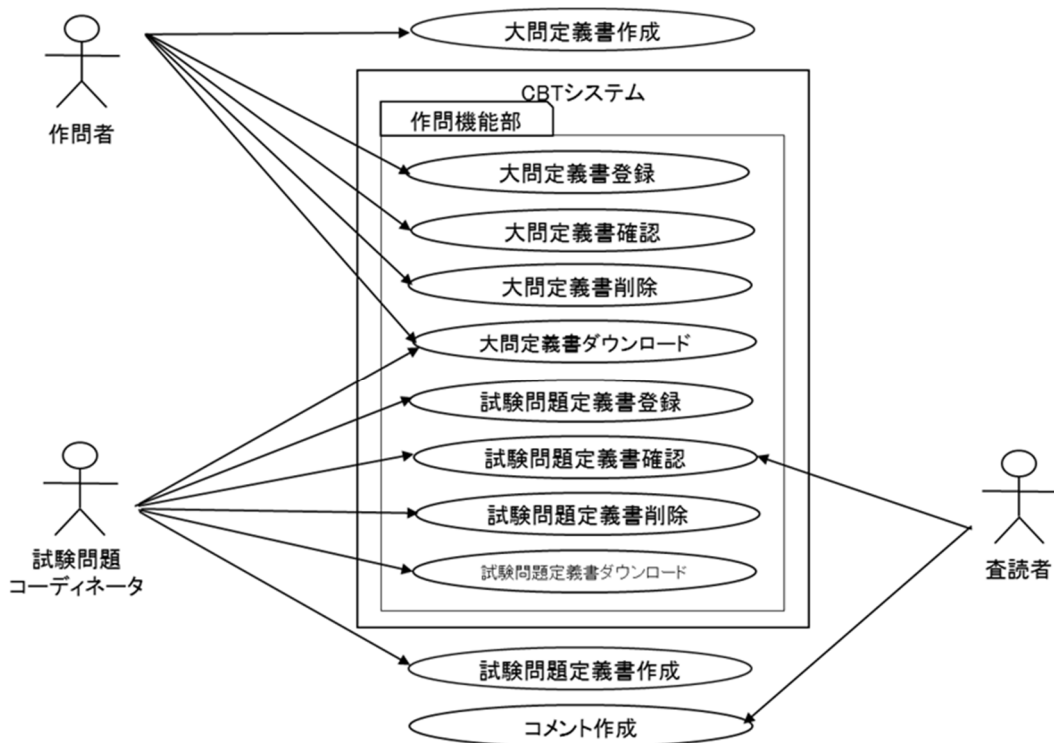 大問定義書作成
作問者
CBTシステム
作問機能部
大問定義書登録
大問定義書確認
大問定義書削除
大問定義書ダウンロード
試験問題定義書登録
試験問題定義書確認
試験問題定義書削除
試験問題定義書ダウンロード
試験問題
コーディネータ
査読者
試験問題定義書作成
コメント作成